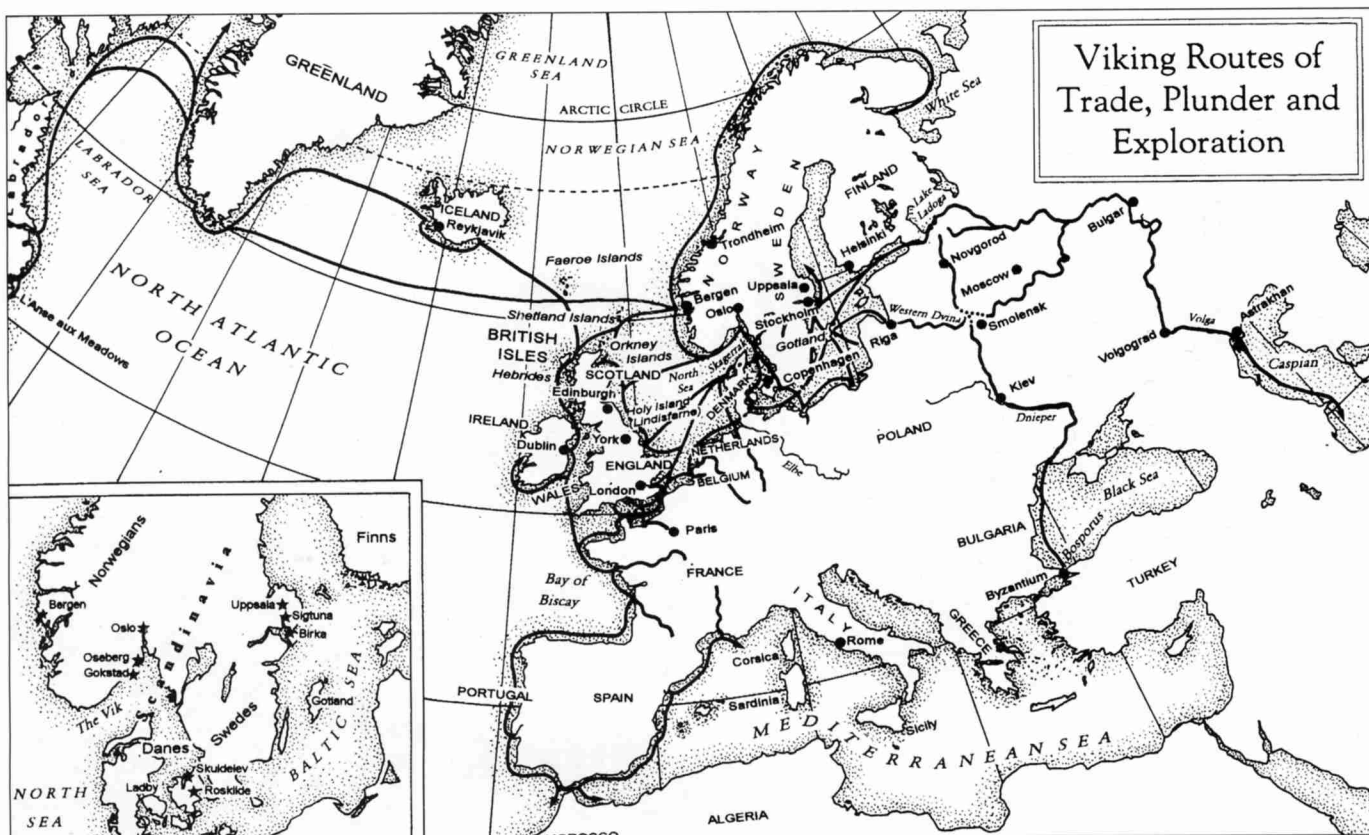 Viking Routes of
Trade, Plunder and
Exploration
GREENLAND
GREENLAND
SEA
ARCTIC CIRCLE
NORWEGIAN SEA
White Sea
Labrador
LABRADOR
SEA
ICELAND
Reykjavik
NORWAY
SWEDEN
FINLAND
Lake
Ladoga
Trondheim
Helsinki
Bulgar
Novgorod
Moscow
Faeroe Islands
NORTH ATLANTIC
OCEAN
L'Anse aux Meadows
Shetland Islands
Bergen
Uppsala
Oslo
Stockholm
Western Dvina
Smolensk
Volgograd
Volga
Astrakhan
Caspian
BRITISH
ISLES
Orkney
Islands
Hebrides
SCOTLAND
North
Sea
Skagerrak
Gotland
Riga
Copenhagen
DENMARK
Edinburgh
Holy Island
(Lindisfarne)
Kiev
Dnieper
IRELAND
Dublin
York
ENGLAND
NETHERLANDS
BELGIUM
Elbe
POLAND
WALES
London
Paris
Black Sea
BULGARIA
Bosporus
Byzantium
TURKEY
Bay of
Biscay
FRANCE
ITALY
Rome
GREECE
Corsica
PORTUGAL
SPAIN
Sardinia
Sicily
MEDITERRANEAN SEA
ALGERIA
Norwegians
Scandinavia
Finns
Bergen
Uppsala
Sigtuna
Oslo
Birka
Oseberg
Gokstad
Gotland
The Vik
Swedes
BALTIC SEA
Danes
Skuldelev
Ladby
Roskilde
NORTH
SEA